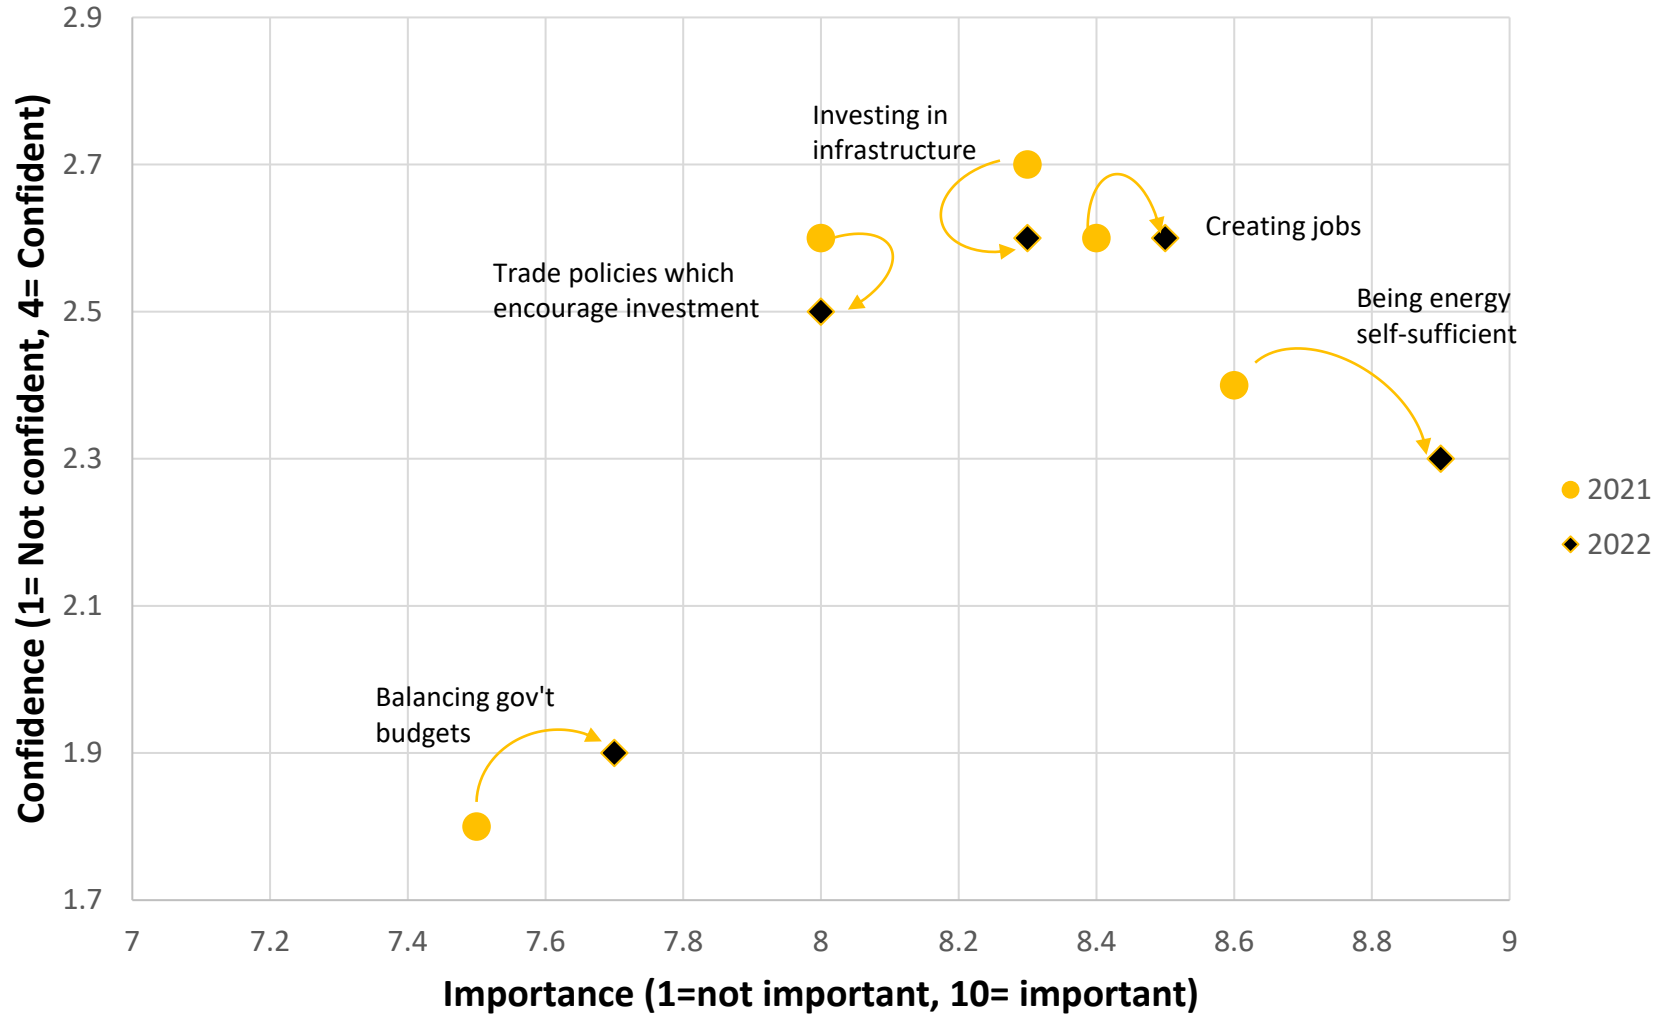 2.9
2.7
2.5
2.3
2.1
1.9
1.7
Confidence (1= Not confident, 4= Confident)
Investing in
infrastructure
Creating jobs
Trade policies which
encourage investment
Being energy
self-sufficient
Balancing gov't
budgets
2021
2022
7
7.2
7.4
7.6
7.8
8
8.2
8.4
8.6
8.8
9
Importance (1=not important, 10= important)